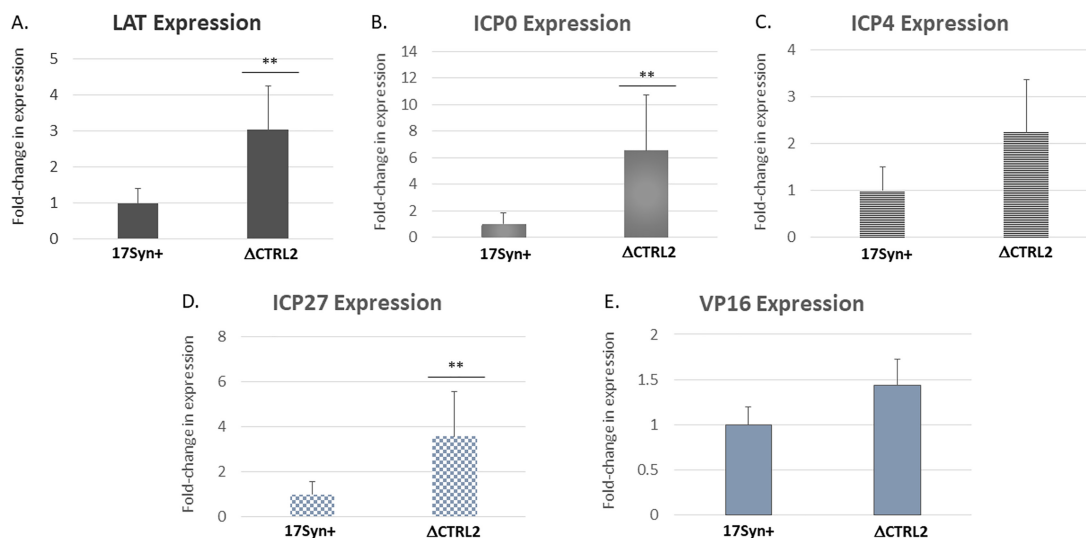 A.
LAT Expression
Fold-change in expression
5
4
3
2
1
0
**
17Syn+
ΔCTRL2
B.
ICP0 Expression
Fold-change in expression
14
12
10
8
6
4
2
0
**
17Syn+
ΔCTRL2
C.
ICP4 Expression
Fold-change in expression
4
3
2
1
0
17Syn+
ΔCTRL2
D.
ICP27 Expression
Fold-change in expression
8
6
4
2
0
**
17Syn+
ΔCTRL2
E.
VP16 Expression
Fold-change in expression
2
1.5
1
0.5
0
17Syn+
ΔCTRL2